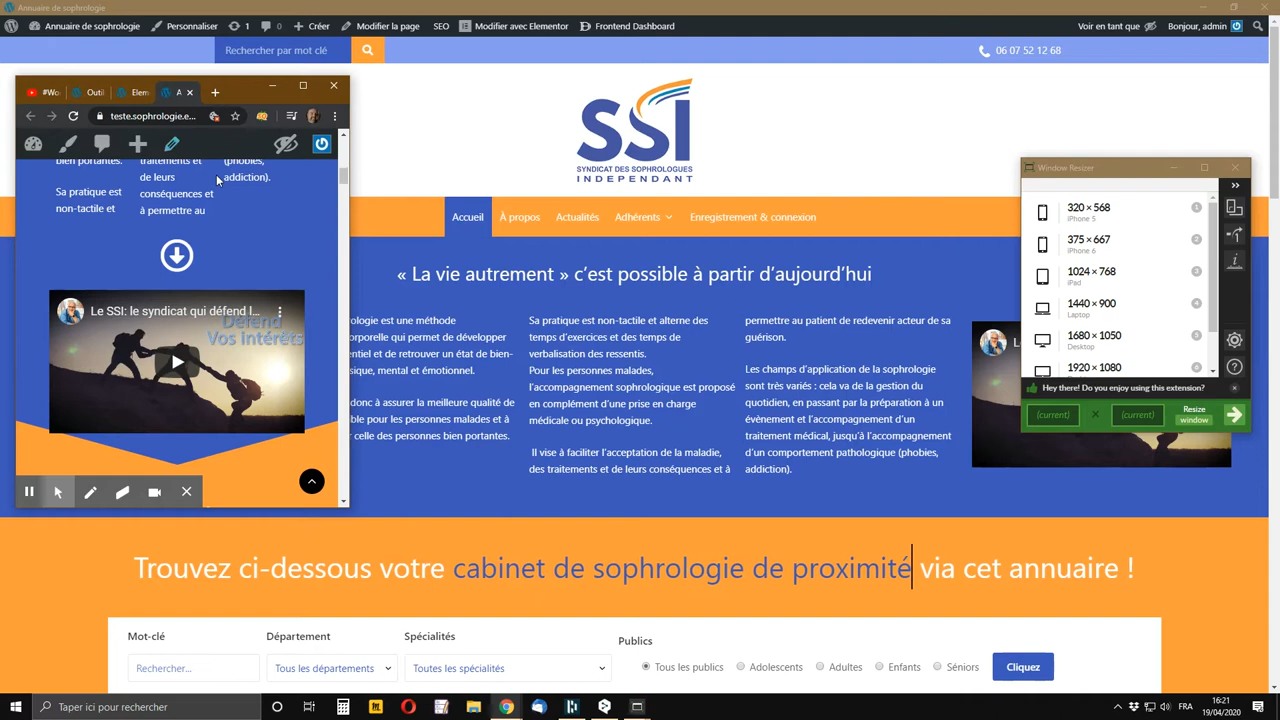 Annuaire de sophrologie
Annuaire de sophrologie
Personnaliser
1
0
Créer
Modifier la page
SEO
Modifier avec Elementor
Frontend Dashboard
Voir en tant que
Bonjour, admin
Rechercher par mot clé
06 07 52 12 68
SSI
SYNDICAT DES SOPHROLOGUES
INDEPENDANT
Accueil
À propos
Actualités
Adhérents
Enregistrement & connexion
#Wo
Outil
Elem
A
teste.sophrologie.e...
bien portantes.
traitements et
(phobies,
de leurs
addiction).
Sa pratique est
conséquences et
non-tactile et
à permettre au
Le SSI: le syndicat qui défend l...
Défend
Vos Intérêts
« La vie autrement » c’est possible à partir d’aujourd’hui
ologie est une méthode
orporelle qui permet de développer
entiel et de retrouver un état de bien-
sique, mental et émotionnel.
donc à assurer la meilleure qualité de
ible pour les personnes malades et à
r celle des personnes bien portantes.
Sa pratique est non-tactile et alterne des
temps d’exercices et des temps de
verbalisation des ressentis.
Pour les personnes malades,
l’accompagnement sophrologique est proposé
en complément d’une prise en charge
médicale ou psychologique.
Il vise à faciliter l’acceptation de la maladie,
des traitements et de leurs conséquences et à
permettre au patient de redevenir acteur de sa
guérison.
Les champs d’application de la sophrologie
sont très variés : cela va de la gestion du
quotidien, en passant par la préparation à un
évènement et l’accompagnement d’un
traitement médical, jusqu’à l’accompagnement
d’un comportement pathologique (phobies,
addiction).
Window Resizer
320 × 568
iPhone 5
1
375 × 667
iPhone 6
2
1024 × 768
iPad
3
1440 × 900
Laptop
4
1680 × 1050
Desktop
5
1920 × 1080
Hey there! Do you enjoy using this extension?
(current)
(current)
Resize
window
Trouvez ci-dessous votre cabinet de sophrologie de proximité via cet annuaire !
Mot-clé
Département
Spécialités
Publics
Rechercher...
Tous les départements
Toutes les spécialités
Tous les publics
Adolescents
Adultes
Enfants
Séniors
Cliquez
Taper ici pour rechercher
FRA
16:21
19/04/2020